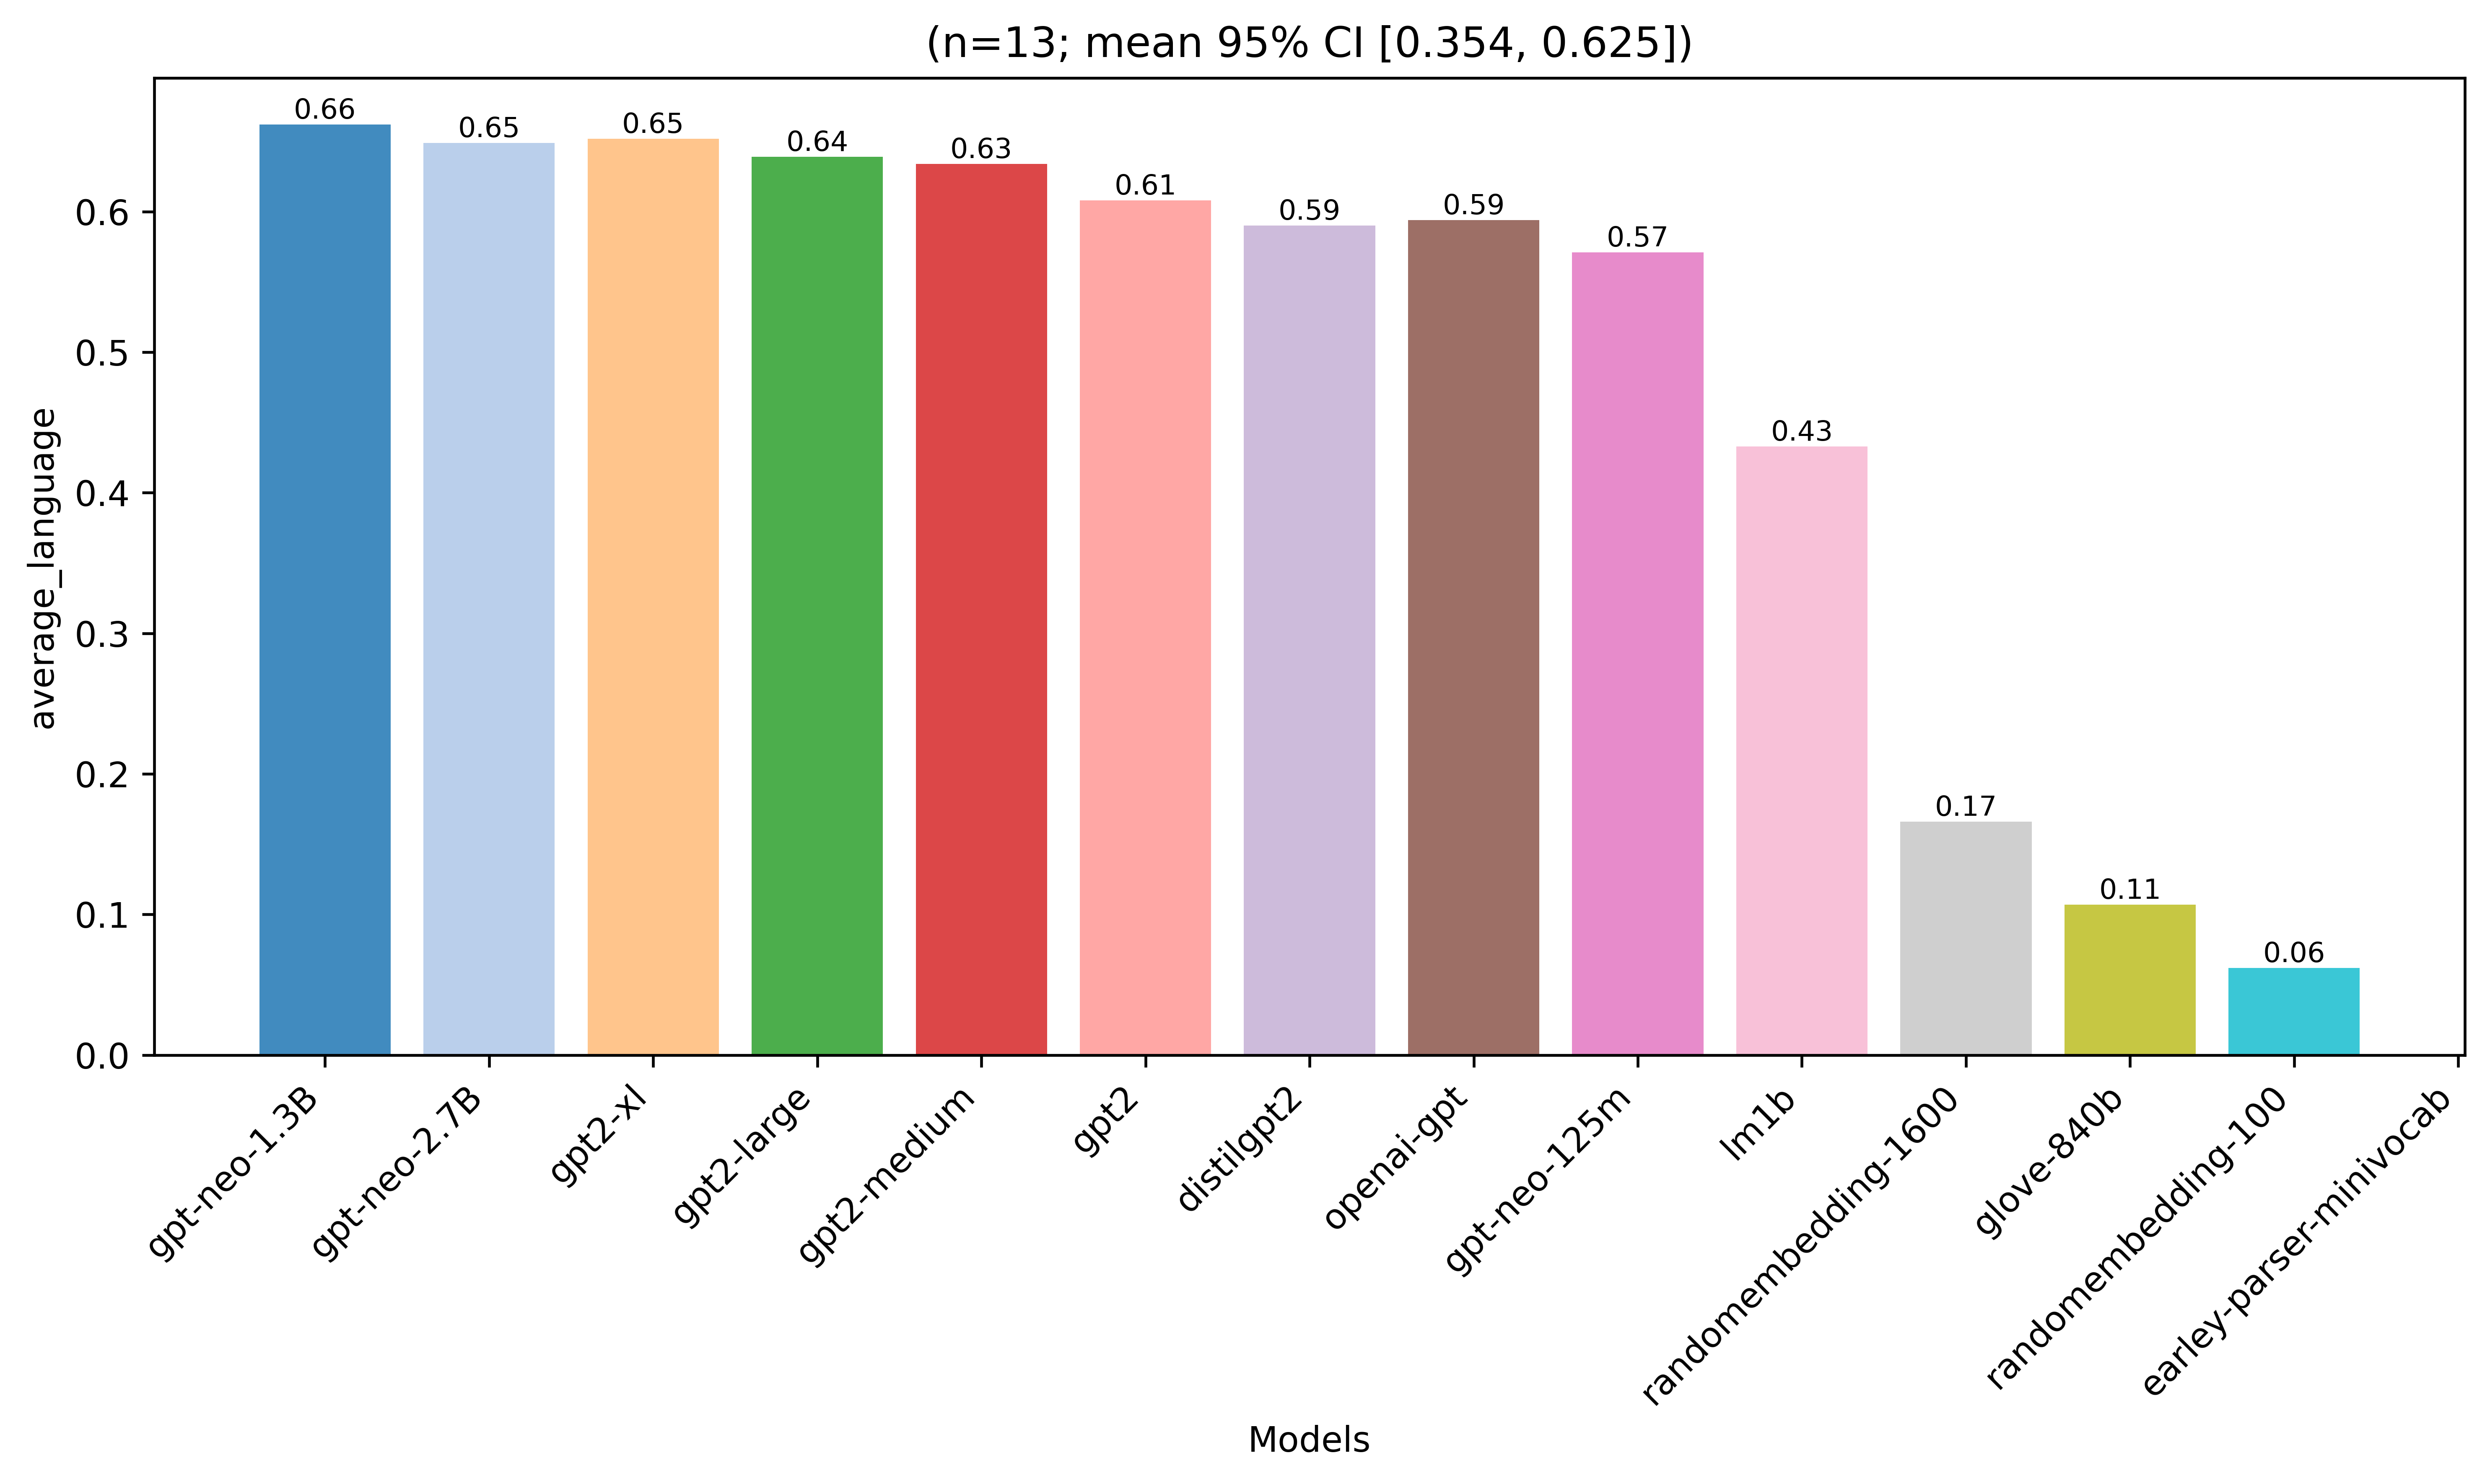 (n=13; mean 95% CI [0.354, 0.625])
average_language
0.6
0.5
0.4
0.3
0.2
0.1
0.0
0.66
0.65
0.65
0.64
0.63
0.61
0.59
0.59
0.57
0.43
0.17
0.11
0.06
gpt-neo-1.3B
gpt-neo-2.7B
gpt2-xl
gpt2-large
gpt2-medium
gpt2
distilgpt2
openai-gpt
gpt-neo-125m
lm1b
randomembedding-1600
glove-840b
randomembedding-100
earley-parser-minivocab
Models